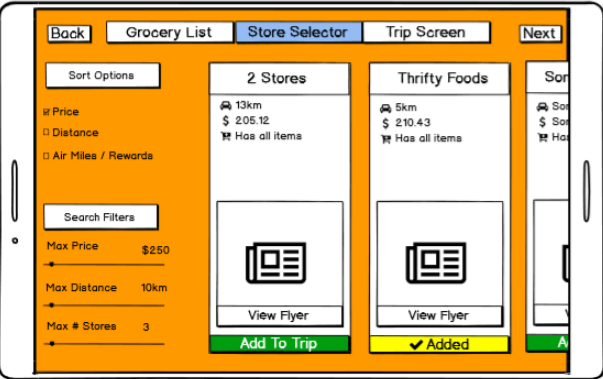 Back
Grocery List
Store Selector
Trip Screen
Next
Sort Options
Price
Distance
Air Miles / Rewards
Search Filters
Max Price $250
Max Distance 10km
Max # Stores 3
2 Stores
13km
$ 205.12
Has all items
View Flyer
Add To Trip
Thrifty Foods
5km
$ 210.43
Has all items
View Flyer
Added